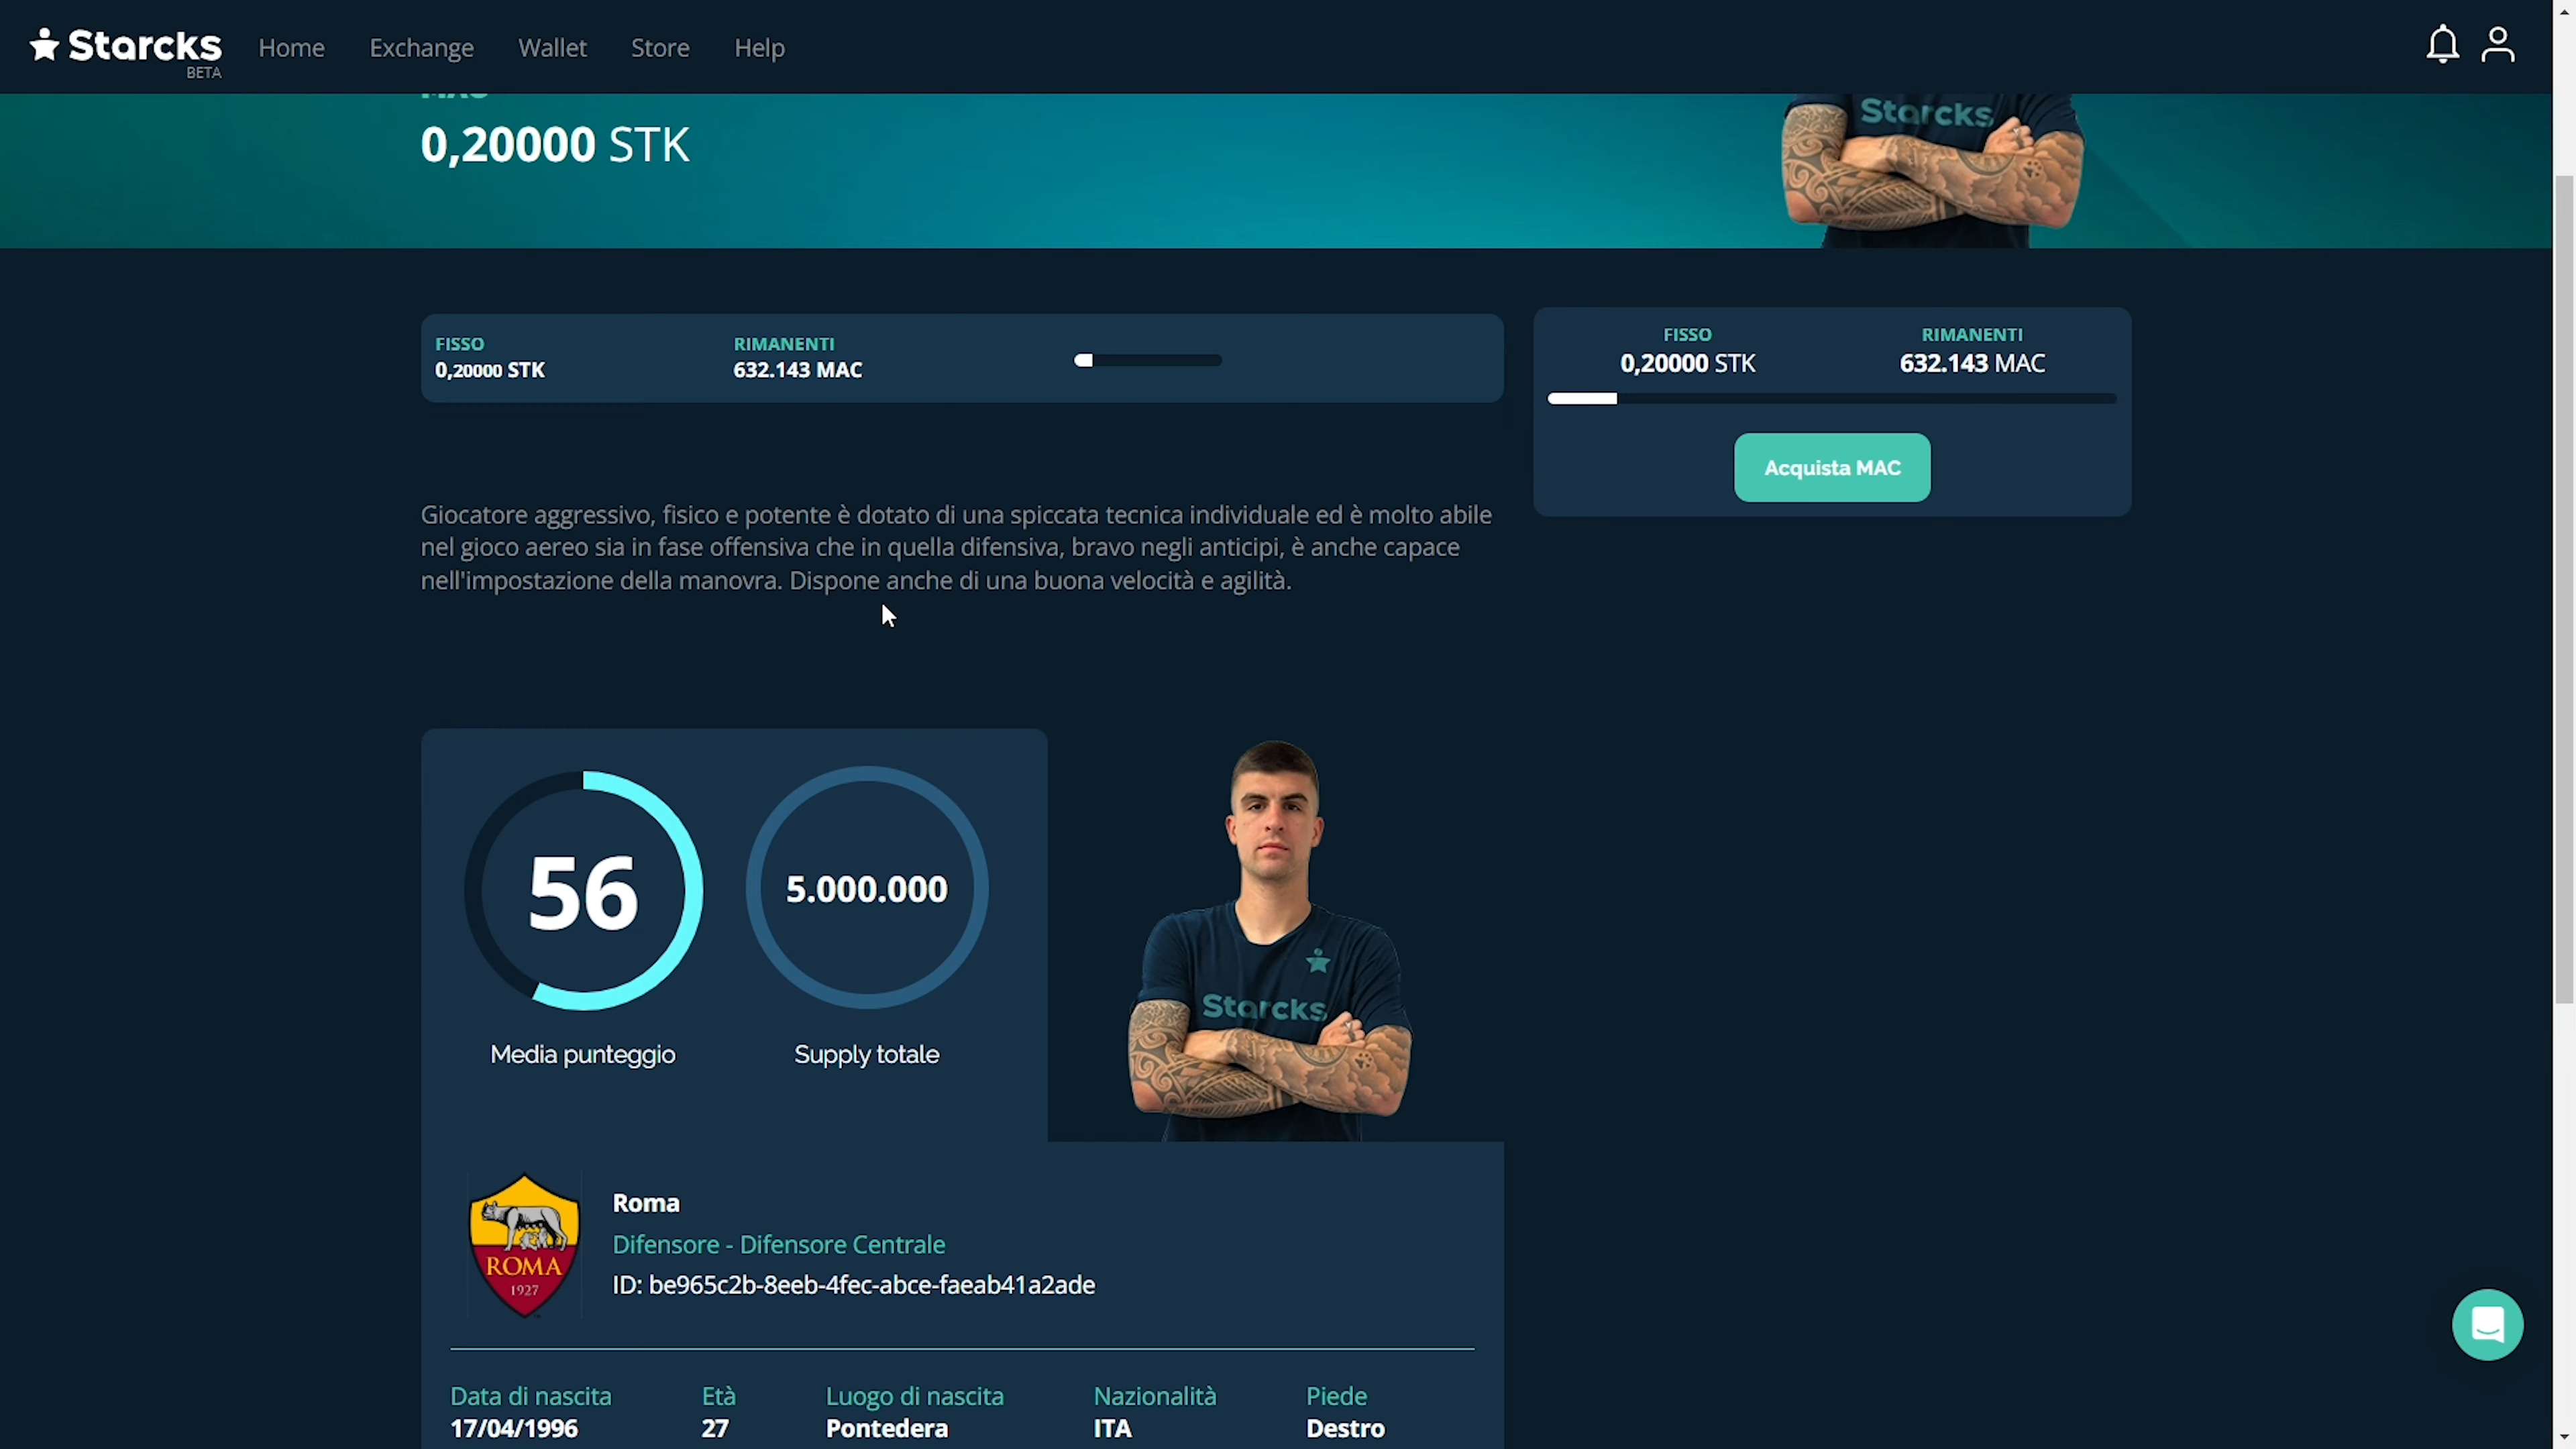 Starcks
BETA
Home
Exchange
Wallet
Store
Help
Starcks
0,20000 STK
FISSO
0,20000 STK
RIMANENTI
632.143 MAC
FISSO
0,20000 STK
RIMANENTI
632.143 MAC
Acquista MAC
Giocatore aggressivo, fisico e potente è dotato di una spiccata tecnica individuale ed è molto abile
nel gioco aereo sia in fase offensiva che in quella difensiva, bravo negli anticipi, è anche capace
nell'impostazione della manovra. Dispone anche di una buona velocità e agilità.
56
Media punteggio
5.000.000
Supply totale
Starcks
ROMA
1927
Roma
Difensore - Difensore Centrale
ID: be965c2b-8eeb-4fec-abce-faeab41a2ade
Data di nascita
17/04/1996
Età
27
Luogo di nascita
Pontedera
Nazionalità
ITA
Piede
Destro